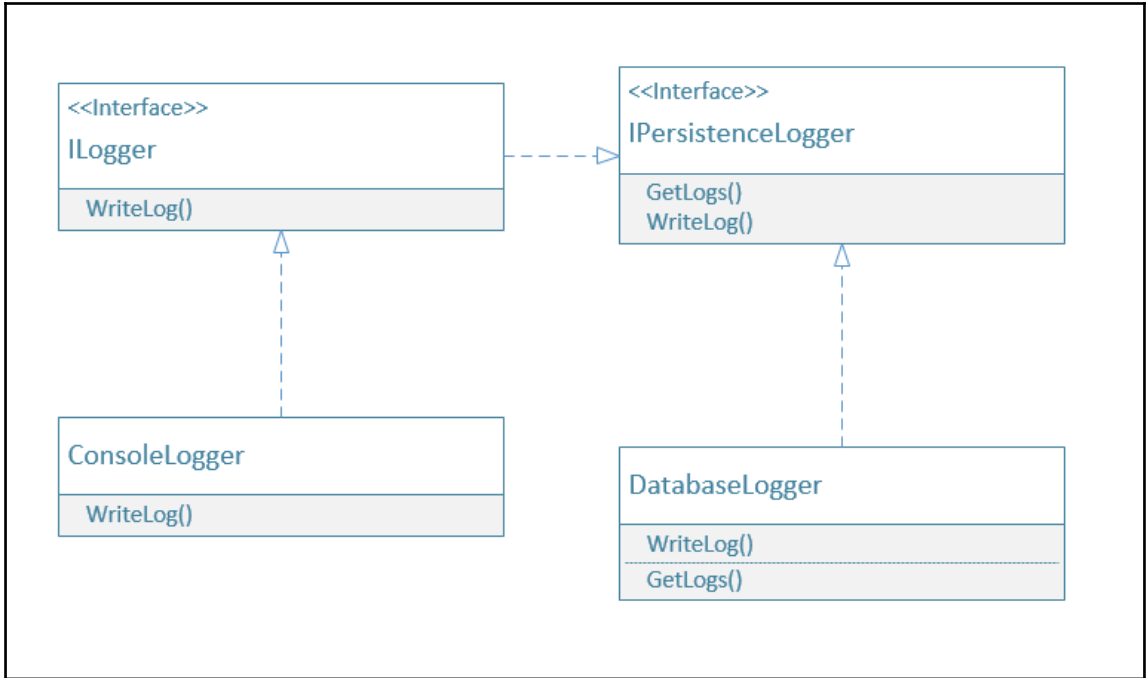 <<Interface>>
ILogger
WriteLog()
<<Interface>>
IPersistenceLogger
GetLogs()
WriteLog()
ConsoleLogger
WriteLog()
DatabaseLogger
WriteLog()
GetLogs()